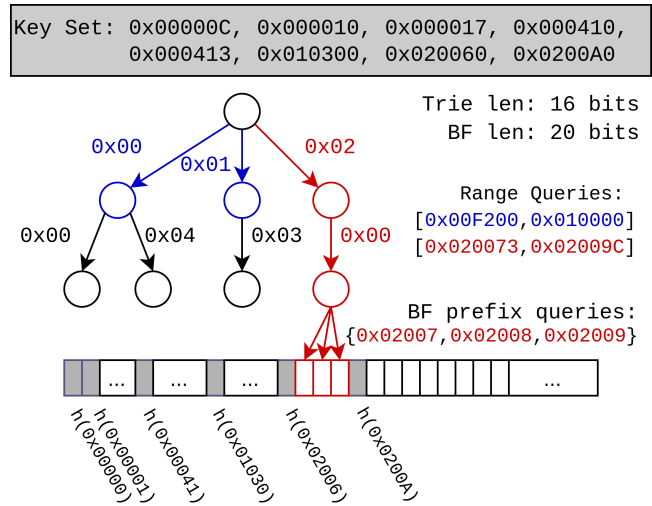 Key Set: 0x00000C, 0x000010, 0x000017, 0x000410,
0x000413, 0x010300, 0x020060, 0x0200A0
Trie len: 16 bits
BF len: 20 bits
0x00
0x01
0x02
Range Queries:
[0x00F200,0x010000]
[0x020073,0x02009C]
0x00
0x04
0x03
0x00
BF prefix queries:
{0x02007,0x02008,0x02009}
...
...
...
...
h(0x00000)
h(0x00001)
h(0x00041)
h(0x01030)
h(0x02006)
h(0x0200A)